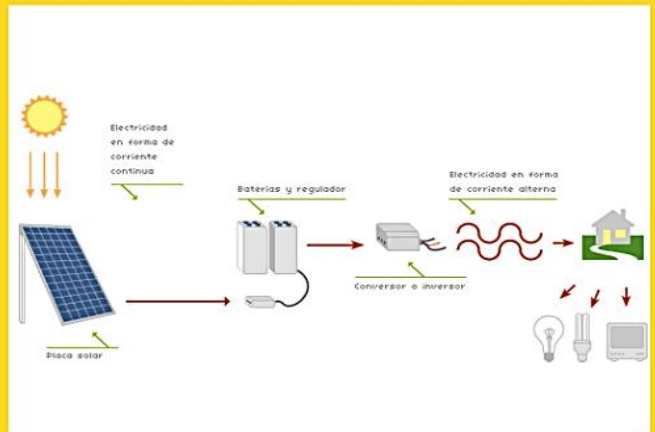 Electricidad
en forma de
corriente
continua
Electricidad en forma
de corriente alterna
Baterías y regulador
Conversor o inversor
Placa solar